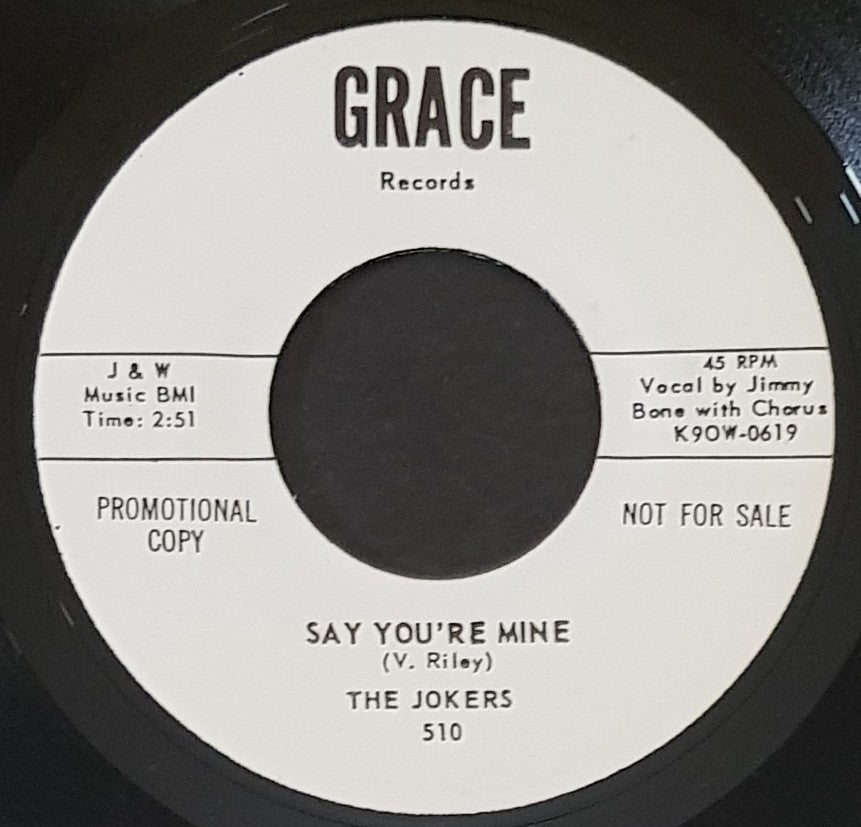 GRACE
Records
J & W
Music BMI
Time: 2:51
45 RPM
Vocal by Jimmy
Bone with Chorus
K9OW-0619
PROMOTIONAL
COPY
NOT FOR SALE
SAY YOU'RE MINE
(V. Riley)
THE JOKERS
510